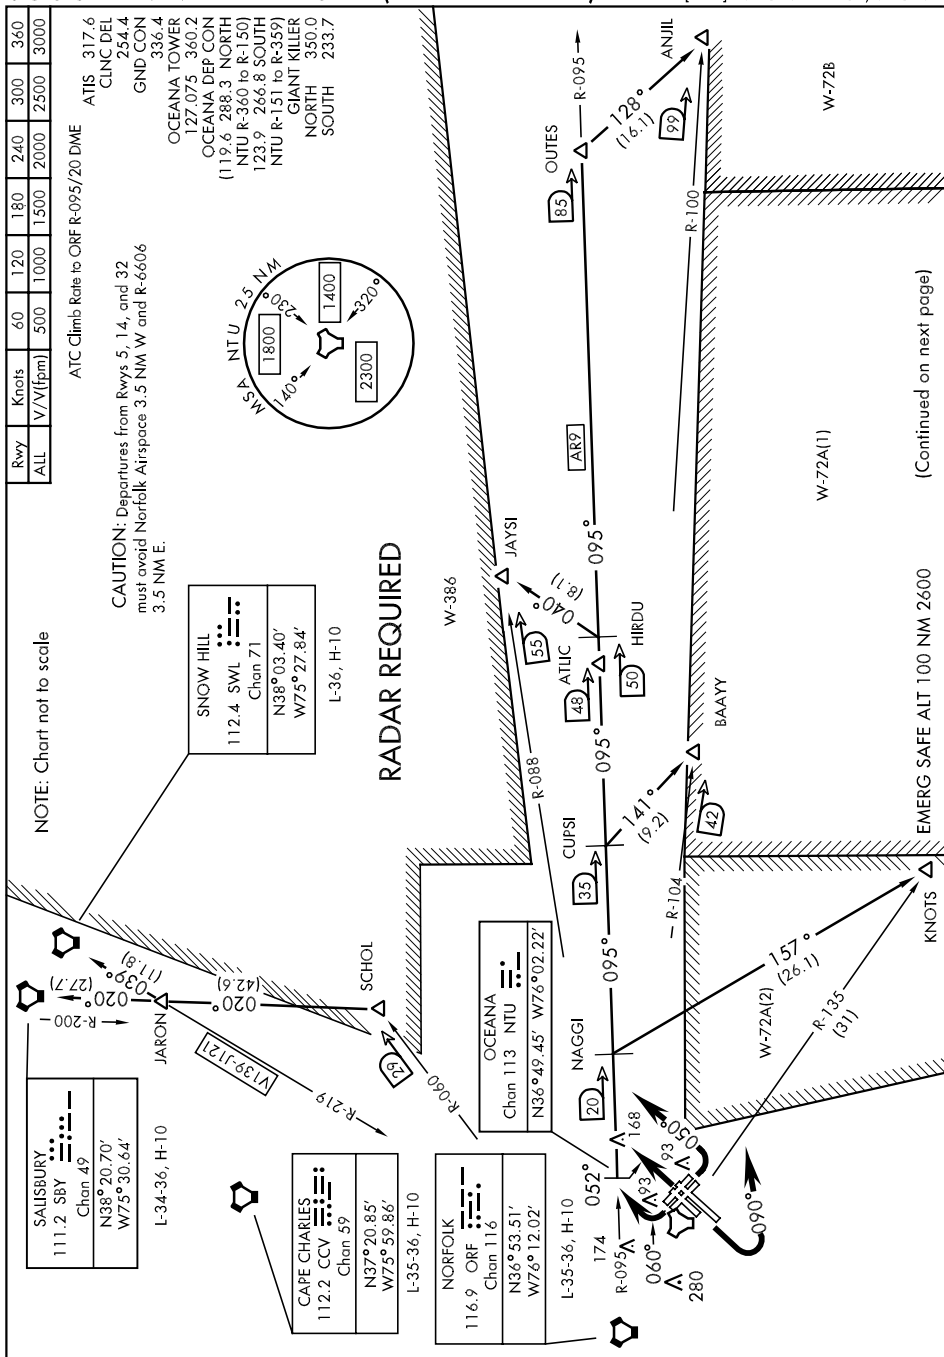 Rwy Knots 60 120 180 240 300 360
ALL V/V(fpm) 500 1000 1500 2000 2500 3000
ATC Climb Rate to ORF R-095/20 DME
ATIS 317.6
CLNC DEL
254.4
GND CON
336.4
OCEANA TOWER
127.075 360.2
OCEANA DEP CON
(119.6 288.3 NORTH
NTU R-360 to R-150)
123.9 266.8 SOUTH
NTU R-151 to R-359)
GIANT KILLER
NORTH 350.0
SOUTH 233.7
CAUTION: Departures from Rwys 5, 14, and 32
must avoid Norfolk Airspace 3.5 NM W and R-6606
3.5 NM E.
NOTE: Chart not to scale
MSA NTU 25 NM
140°
230°
320°
1800
1400
2300
RADAR REQUIRED
SNOW HILL
112.4 SWL
Chan 71
N38°03.40'
W75°27.84'
L-36, H-10
SALISBURY
111.2 SBY
Chan 49
N38°20.70'
W75°30.64'
L-34-36, H-10
CAPE CHARLES
112.2 CCV
Chan 59
N37°20.85'
W75°59.86'
L-35-36, H-10
NORFOLK
116.9 ORF
Chan 116
N36°53.51'
W76°12.02'
L-35-36, H-10
OCEANA
Chan 113 NTU
N36°49.45' W76°02.22'
R-200
020°
(27.7)
039°
(11.8)
JARON
020°
(42.6)
V139-J121
R-219
SCHOL
26
R-060
W-386
R-088
55
JAYSI
040°
(8.1)
NAGGI
20
095°
CUPSI
35
095°
ATLIC
48
HIRDU
50
095°
AR9
OUTES
85
R-095
128°
(16.1)
ANJIL
99
R-100
W-72B
141°
(9.2)
BAAYY
42
R-104
157°
(26.1)
KNOTS
R-135
(31)
W-72A(2)
W-72A(1)
052°
168
030°
93
93
174
R-095
060°
280
090°
EMERG SAFE ALT 100 NM 2600
(Continued on next page)